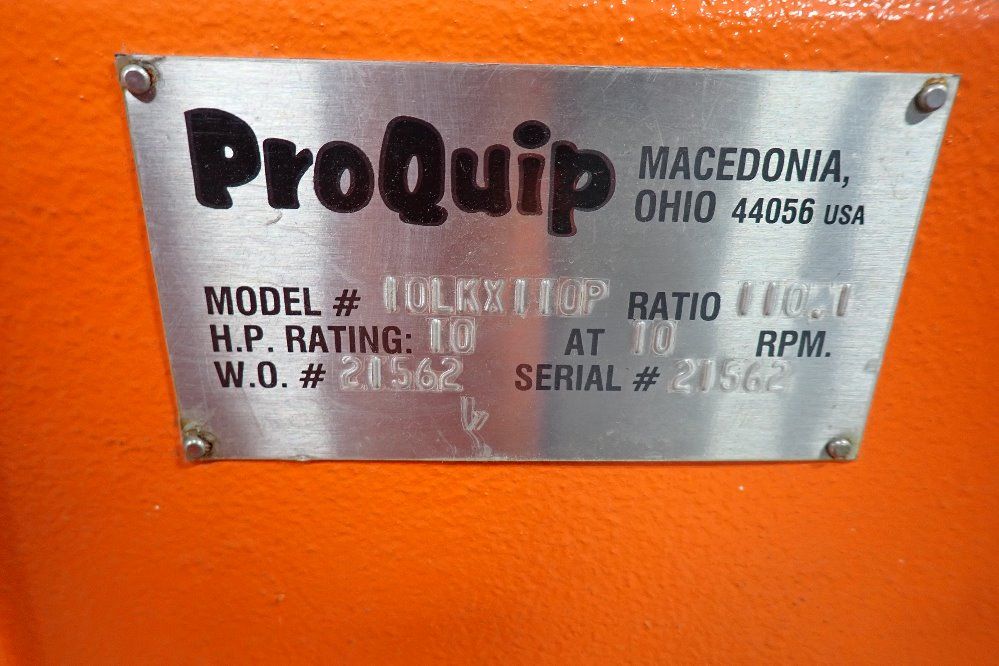 ProQuip MACEDONIA,
OHIO 44056 USA
MODEL # 10LKX110P RATIO 110.1
H.P. RATING: 10 AT 10 RPM.
W.O. # 21562 SERIAL # 21562